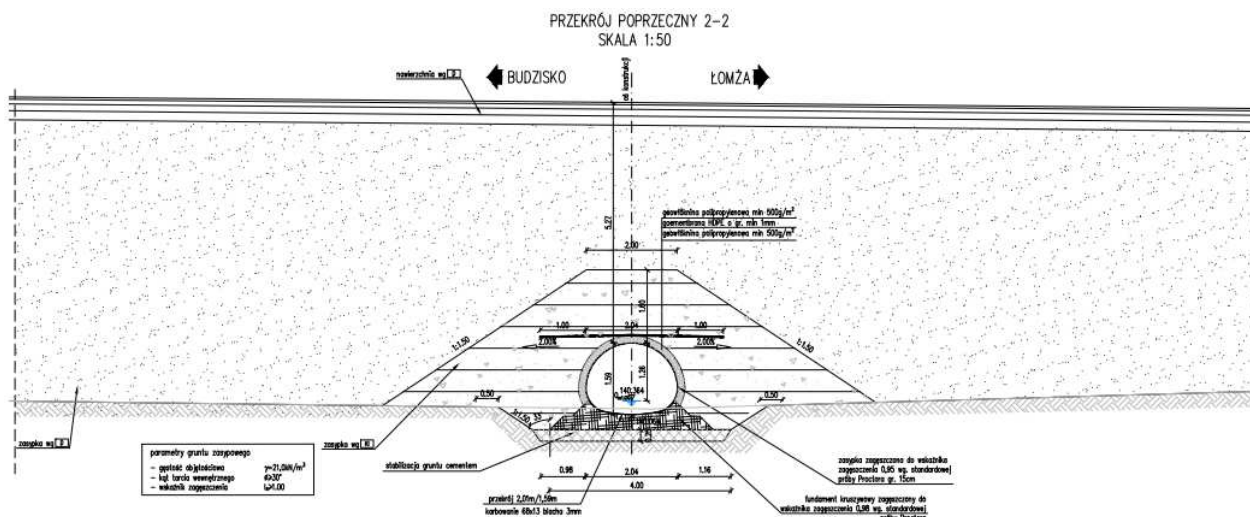 PRZEKRÓJ POPRZECZNY 2-2
SKALA 1:50
BUDZISKO
ŁOMŻA
nawierzchnia wg D
oś konstrukcji
5,27
geowłóknina polipropylenowa min 500g/m²
geomembrana HDPE o gr. min 1mm
geowłóknina polipropylenowa min 500g/m²
2.00
1,60
1.00
2.04
1.00
2.00%
2.00%
1:1.50
1:1.50
1,59
1,26
140.364
0.50
0.50
1:1.50
zasypka wg D
zasypka wg K
parametry gruntu zasypowego
- gęstość objętościowa γ=21,0kN/m³
- kąt tarcia wewnętrznego
- wskaźnik zagęszczenia
stabilizacja gruntu cementem
0.98
2.04
1.16
4.00
przekrój 2,01m/1,59m
karbowanie 68x13 blacha 3mm
zasypka zagęszczona do wskaźnika
zagęszczenia 0,95 wg. standardowej
próby Proctora gr. 15cm
fundament kruszywowy zagęszczony do
wskaźnika zagęszczenia 0,98 wg. standardowej
próby Proctora